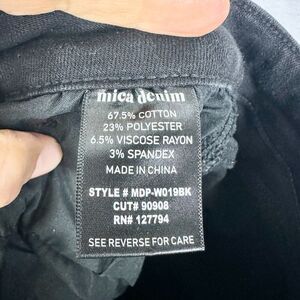 mica denim
67.5% COTTON
23% POLYESTER
6.5% VISCOSE RAYON
3% SPANDEX
MADE IN CHINA
STYLE # MDP-W019BK
CUT# 90908
RN# 127794
SEE REVERSE FOR CARE